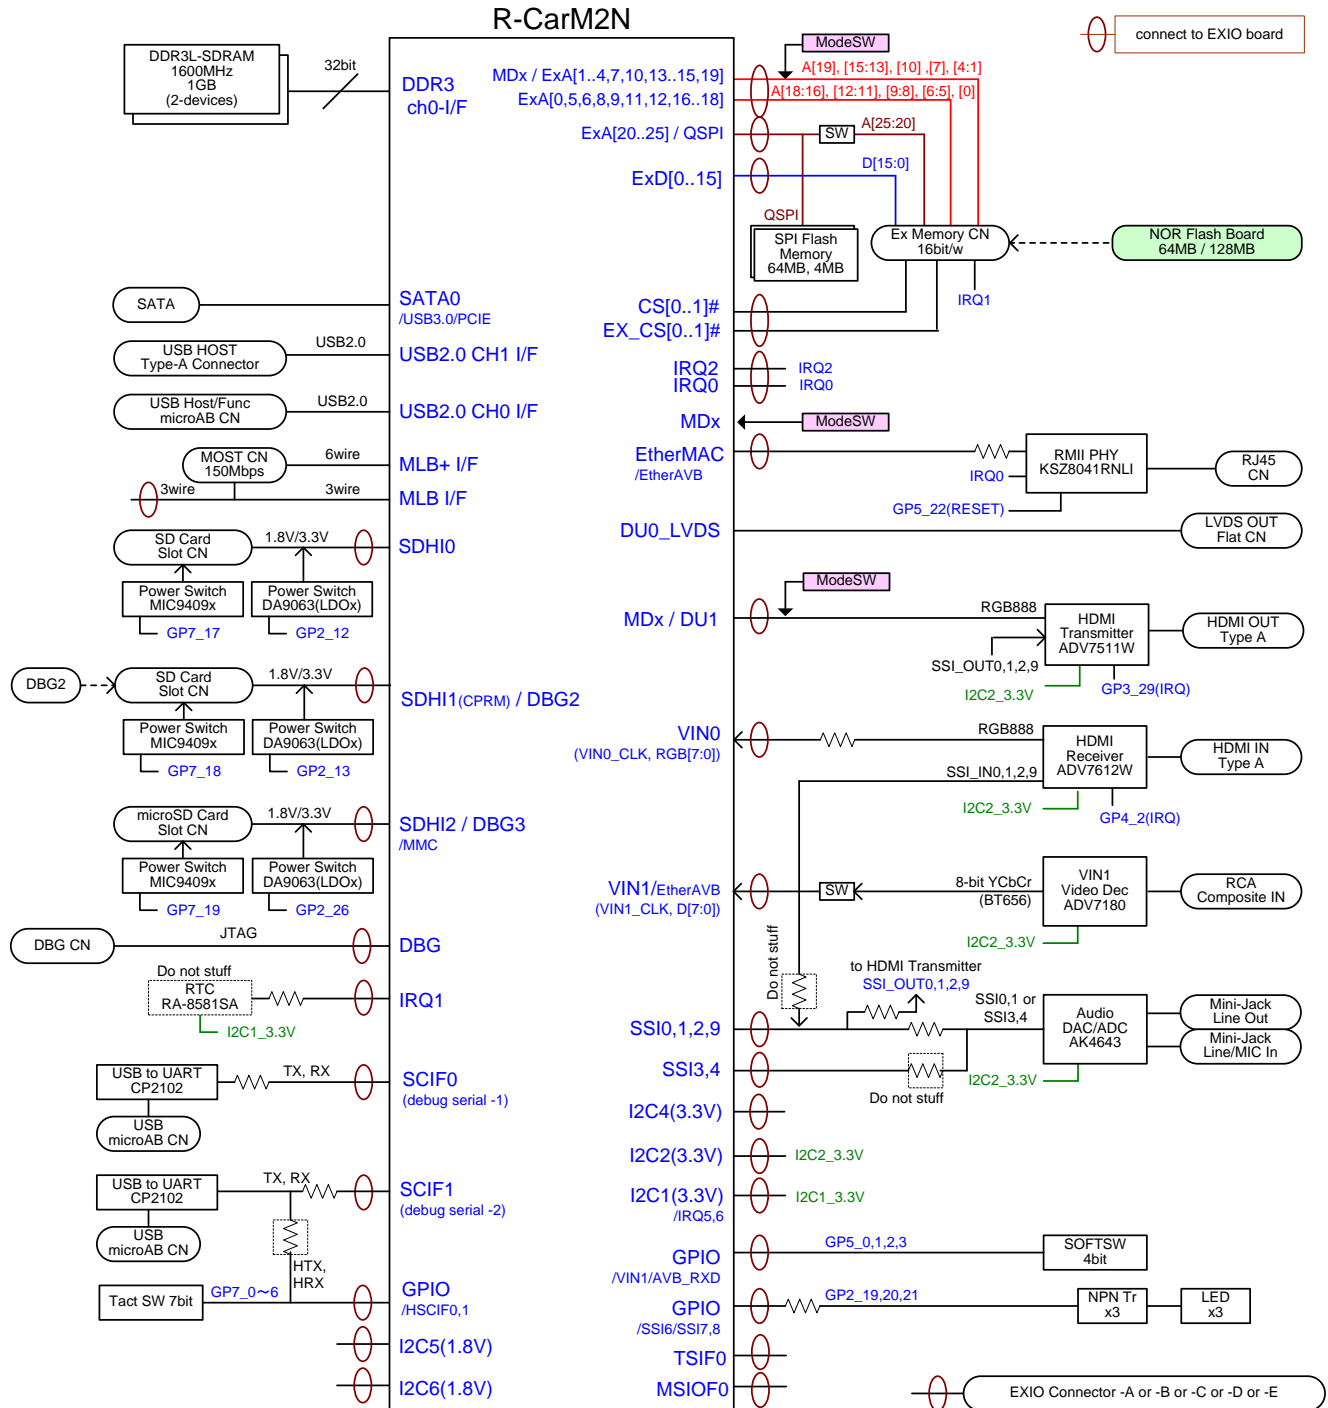 R-CarM2N
connect to EXIO board
DDR3L-SDRAM
1600MHz
1GB
(2-devices)
32bit
DDR3
ch0-I/F
MDx / ExA[1..4,7,10,13..15,19]
ExA[0,5,6,8,9,11,12,16..18]
ExA[20..25] / QSPI
ExD[0..15]
ModeSW
A[19], [15:13], [10] ,[7], [4:1]
A[18:16], [12:11], [9:8], [6:5], [0]
SW
A[25:20]
D[15:0]
QSPI
SPI Flash
Memory
64MB, 4MB
Ex Memory CN
16bit/w
NOR Flash Board
64MB / 128MB
IRQ1
SATA
SATA0
/USB3.0/PCIE
CS[0..1]#
EX_CS[0..1]#
USB HOST
Type-A Connector
USB2.0
USB2.0 CH1 I/F
IRQ2
IRQ0
IRQ2
IRQ0
USB Host/Func
microAB CN
USB2.0
USB2.0 CH0 I/F
MDx
ModeSW
MOST CN
150Mbps
6wire
MLB+ I/F
3wire
3wire
MLB I/F
EtherMAC
/EtherAVB
RMII PHY
KSZ8041RNLI
IRQ0
GP5_22(RESET)
RJ45
CN
DU0_LVDS
LVDS OUT
Flat CN
SD Card
Slot CN
1.8V/3.3V
SDHI0
Power Switch
MIC9409x
Power Switch
DA9063(LDOx)
GP7_17
GP2_12
ModeSW
MDx / DU1
RGB888
HDMI
Transmitter
ADV7511W
SSI_OUT0,1,2,9
I2C2_3.3V
GP3_29(IRQ)
HDMI OUT
Type A
DBG2
SD Card
Slot CN
1.8V/3.3V
SDHI1(CPRM) / DBG2
Power Switch
MIC9409x
Power Switch
DA9063(LDOx)
GP7_18
GP2_13
VIN0
(VIN0_CLK, RGB[7:0])
RGB888
SSI_IN0,1,2,9
HDMI
Receiver
ADV7612W
I2C2_3.3V
GP4_2(IRQ)
HDMI IN
Type A
microSD Card
Slot CN
1.8V/3.3V
SDHI2 / DBG3
/MMC
Power Switch
MIC9409x
Power Switch
DA9063(LDOx)
GP7_19
GP2_26
VIN1/EtherAVB
(VIN1_CLK, D[7:0])
SW
8-bit YCbCr
(BT656)
VIN1
Video Dec
ADV7180
I2C2_3.3V
RCA
Composite IN
DBG CN
JTAG
DBG
Do not stuff
RTC
RA-8581SA
I2C1_3.3V
IRQ1
Do not stuff
to HDMI Transmitter
SSI_OUT0,1,2,9
SSI0,1,2,9
SSI3,4
SSI0,1 or
SSI3,4
Do not stuff
Audio
DAC/ADC
AK4643
I2C2_3.3V
Mini-Jack
Line Out
Mini-Jack
Line/MIC In
USB to UART
CP2102
TX, RX
SCIF0
(debug serial -1)
USB
microAB CN
I2C4(3.3V)
I2C2(3.3V)
I2C2_3.3V
I2C1(3.3V)
/IRQ5,6
I2C1_3.3V
USB to UART
CP2102
TX, RX
SCIF1
(debug serial -2)
USB
microAB CN
HTX,
HRX
GPIO
/VIN1/AVB_RXD
GP5_0,1,2,3
SOFTSW
4bit
Tact SW 7bit
GP7_0～6
GPIO
/HSCIF0,1
GPIO
/SSI6/SSI7,8
GP2_19,20,21
NPN Tr
x3
LED
x3
I2C5(1.8V)
TSIF0
I2C6(1.8V)
MSIOF0
EXIO Connector -A or -B or -C or -D or -E